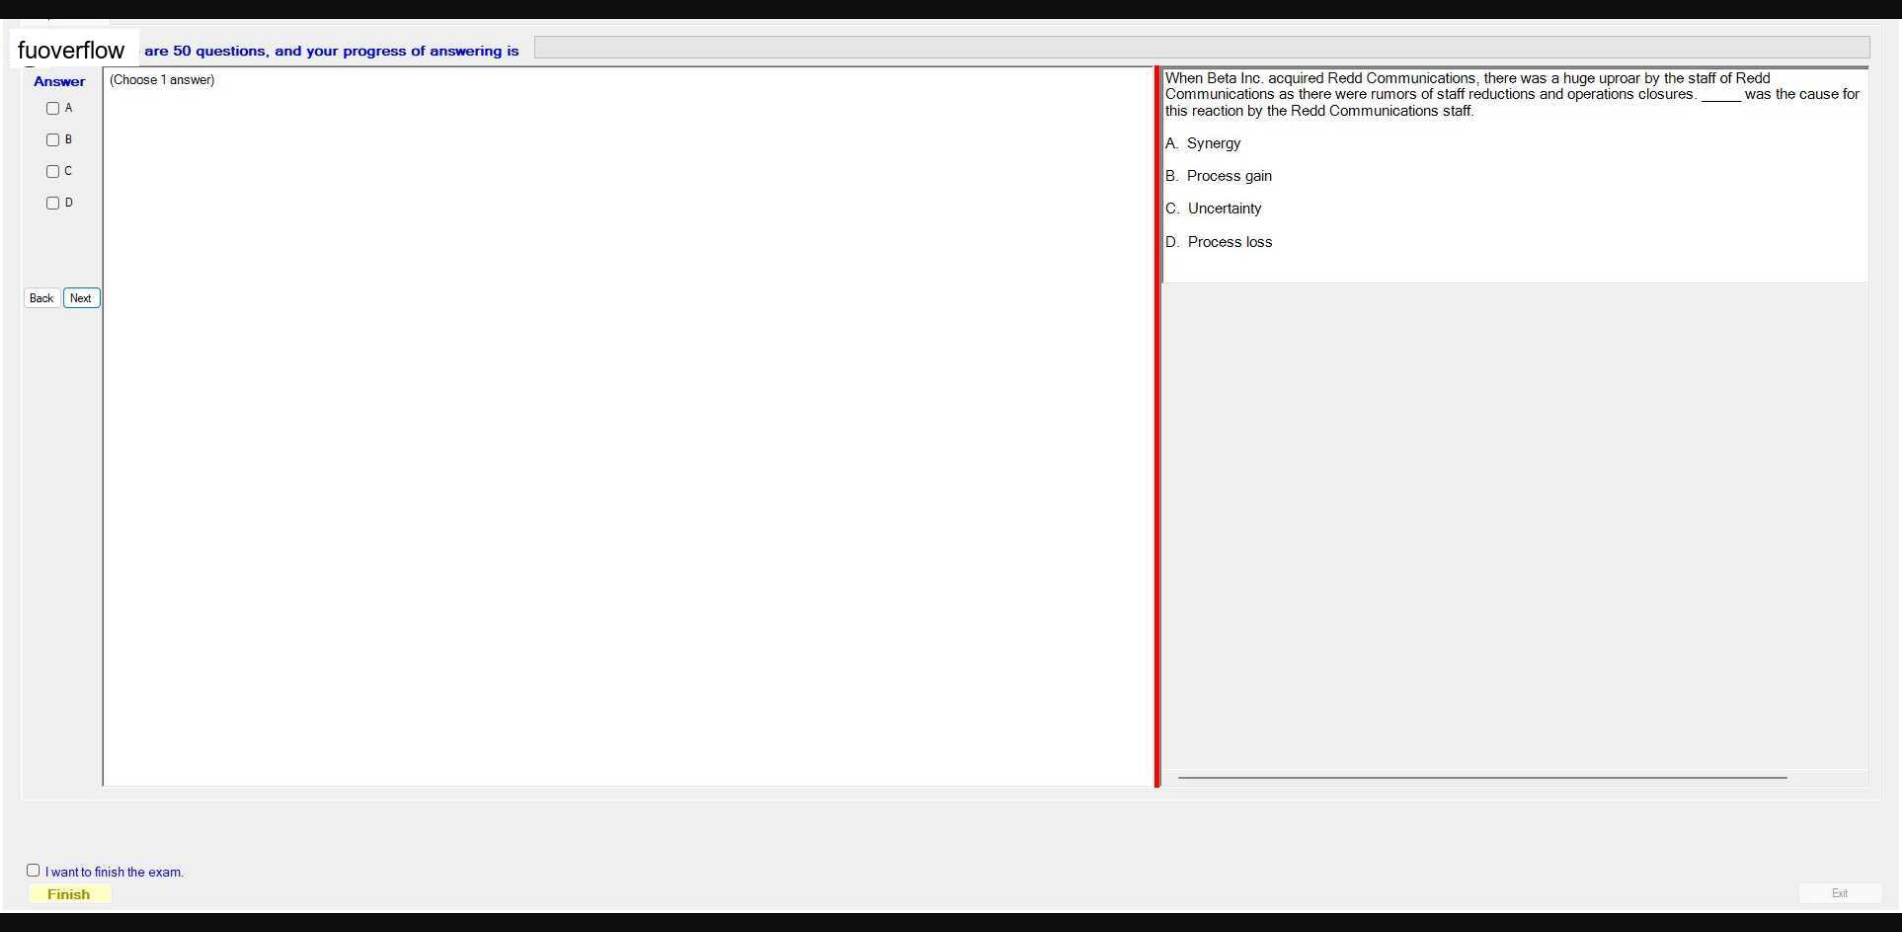 fuoverflow are 50 questions, and your progress of answering is
Answer
(Choose 1 answer)
A
B
C
D
Back Next
When Beta Inc. acquired Redd Communications, there was a huge uproar by the staff of Redd
Communications as there were rumors of staff reductions and operations closures. _____ was the cause for
this reaction by the Redd Communications staff.
A. Synergy
B. Process gain
C. Uncertainty
D. Process loss
I want to finish the exam.
Finish
Exit